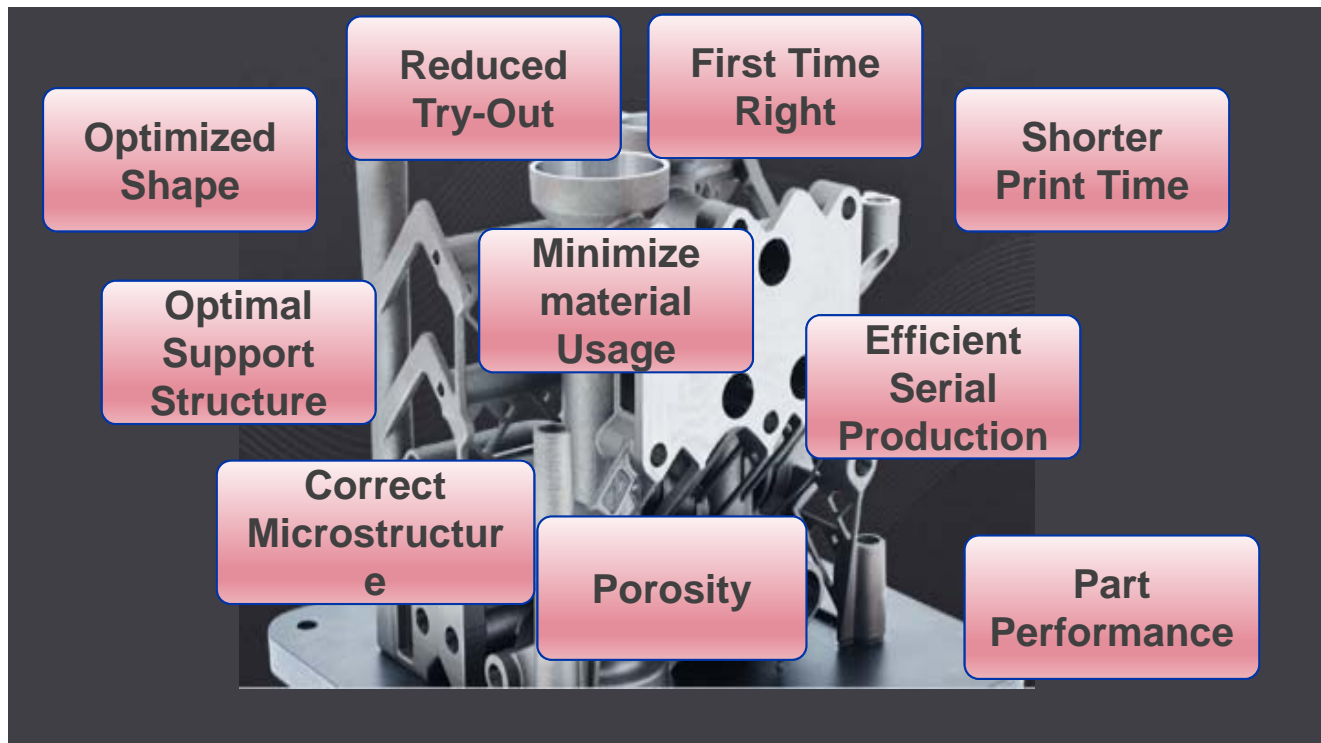 Reduced
Try-Out
First Time
Right
Optimized
Shape
Shorter
Print Time
Minimize
material
Usage
Optimal
Support
Structure
Efficient
Serial
Production
Correct
Microstructur
e
Porosity
Part
Performance